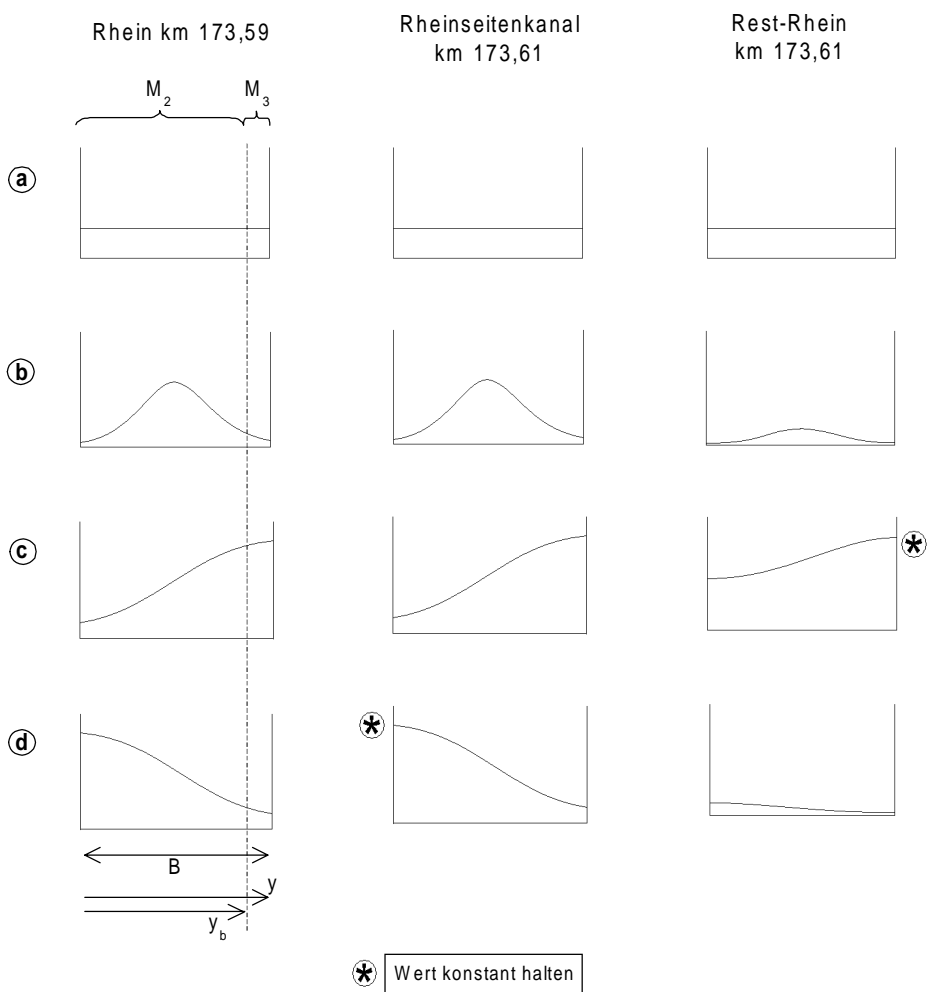 Rhein km 173,59
Rheinseitenkanal
km 173,61
Rest-Rhein
km 173,61
M2
M3
a
b
c
*
d
*
B
y
yb
* Wert konstant halten